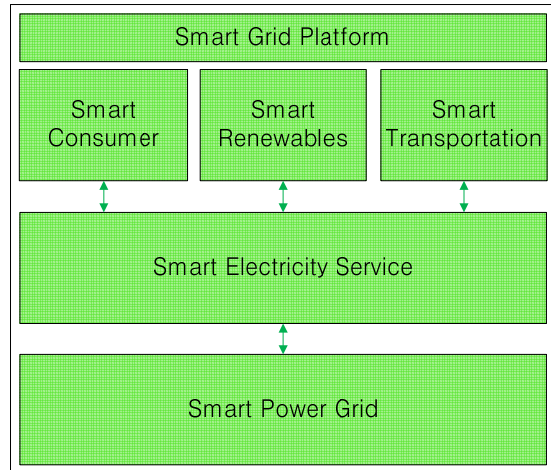 Smart Grid Platform
Smart
Consumer
Smart
Renewables
Smart
Transportation
Smart Electricity Service
Smart Power Grid